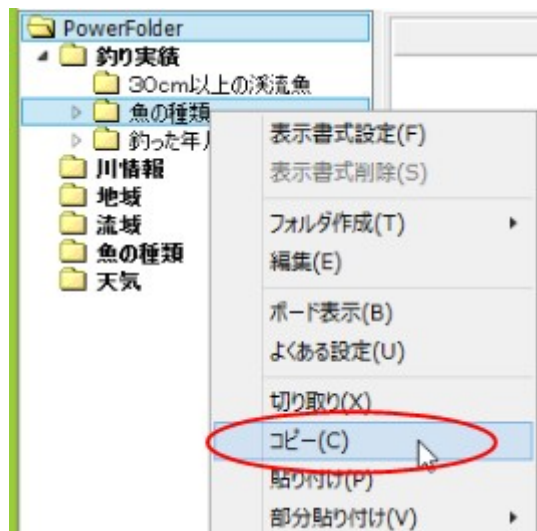 PowerFolder
釣り実績
30cm以上の渓流魚
魚の種類
釣った年
川情報
地域
流域
魚の種類
天気
表示書式設定(F)
表示書式削除(S)
フォルダ作成(T)
編集(E)
ボード表示(B)
よくある設定(U)
切り取り(X)
コピー(C)
貼り付け(P)
部分貼り付け(V)